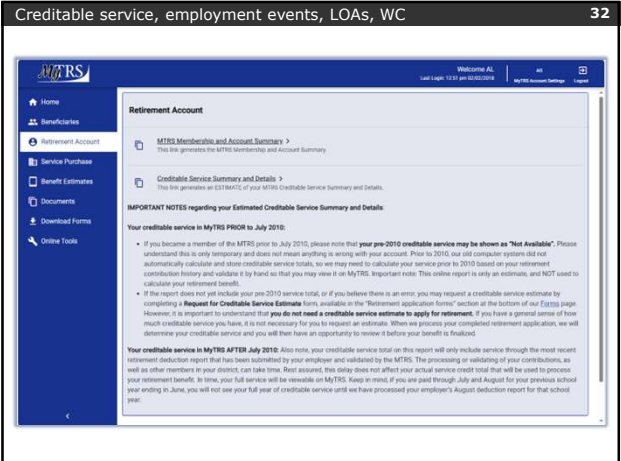 Creditable service, employment events, LOAs, WC 32
MyTRS
Welcome AL
Last Login: 12:51 pm 02/02/2018
MyTRS Account Settings
Logout
Home
Beneficiaries
Retirement Account
Service Purchase
Benefit Estimates
Documents
Download Forms
Online Tools
Retirement Account
MTRS Membership and Account Summary >
This link generates the MTRS Membership and Account Summary
Creditable Service Summary and Details >
This link generates an ESTIMATE of your MTRS Creditable Service Summary and Details.
IMPORTANT NOTES regarding your Estimated Creditable Service Summary and Details:
Your creditable service in MyTRS PRIOR to July 2010:
• If you became a member of the MTRS prior to July 2010, please note that your pre-2010 creditable service may be shown as "Not Available". Please
understand this is only temporary and does not mean anything is wrong with your account. Prior to 2010, our old computer system did not
automatically calculate and store creditable service totals, so we may need to calculate your service prior to 2010 based on your retirement
contribution history and validate it by hand so that you may view it on MyTRS. Important note: This online report is only an estimate, and NOT used to
calculate your retirement benefit.
• If the report does not yet include your pre-2010 service total, or if you believe there is an error, you may request a creditable service estimate by
completing a Request for Creditable Service Estimate form, available in the "Retirement application forms" section at the bottom of our Forms page.
However, it is important to understand that you do not need a creditable service estimate to apply for retirement. If you have a general sense of how
much creditable service you have, it is not necessary for you to request an estimate. When we process your completed retirement application, we will
determine your creditable service and you will then have an opportunity to review it before your benefit is finalized.
Your creditable service in MyTRS AFTER July 2010: Also note, your creditable service total on this report will only include service through the most recent
retirement deduction report that has been submitted by your employer and validated by the MTRS. The processing or validating of your contributions, as
well as other members in your district, can take time. Rest assured, this delay does not affect your actual service credit total that will be used to process
your retirement benefit. In time, your full service will be viewable on MyTRS. Keep in mind, if you are paid through July and August for your previous school
year ending in June, you will not see your full year of creditable service until we have processed your employer's August deduction report for that school
year.